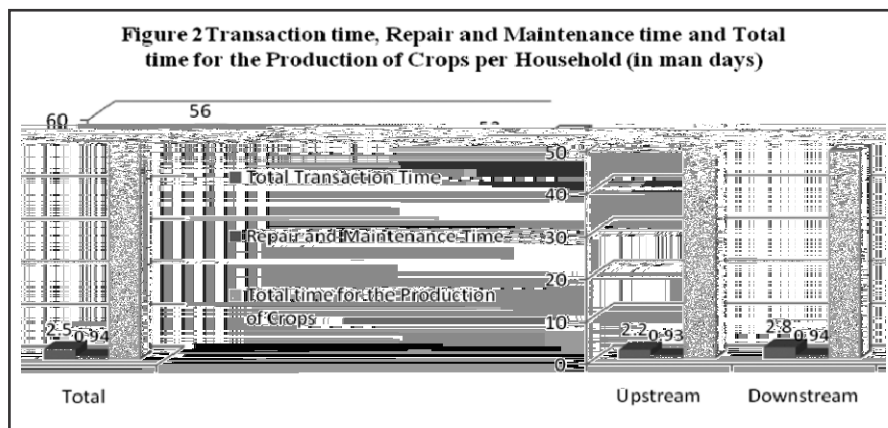 Figure 2 Transaction time, Repair and Maintenance time and Total
time for the Production of Crops per Household (in man days)
56
60
50
40
30
20
10
0
Total Transaction Time
Repair and Maintenance Time
Total time for the Production
of Crops
2.5 0.94
2.2 0.93
2.8 0.94
Total
Upstream
Downstream